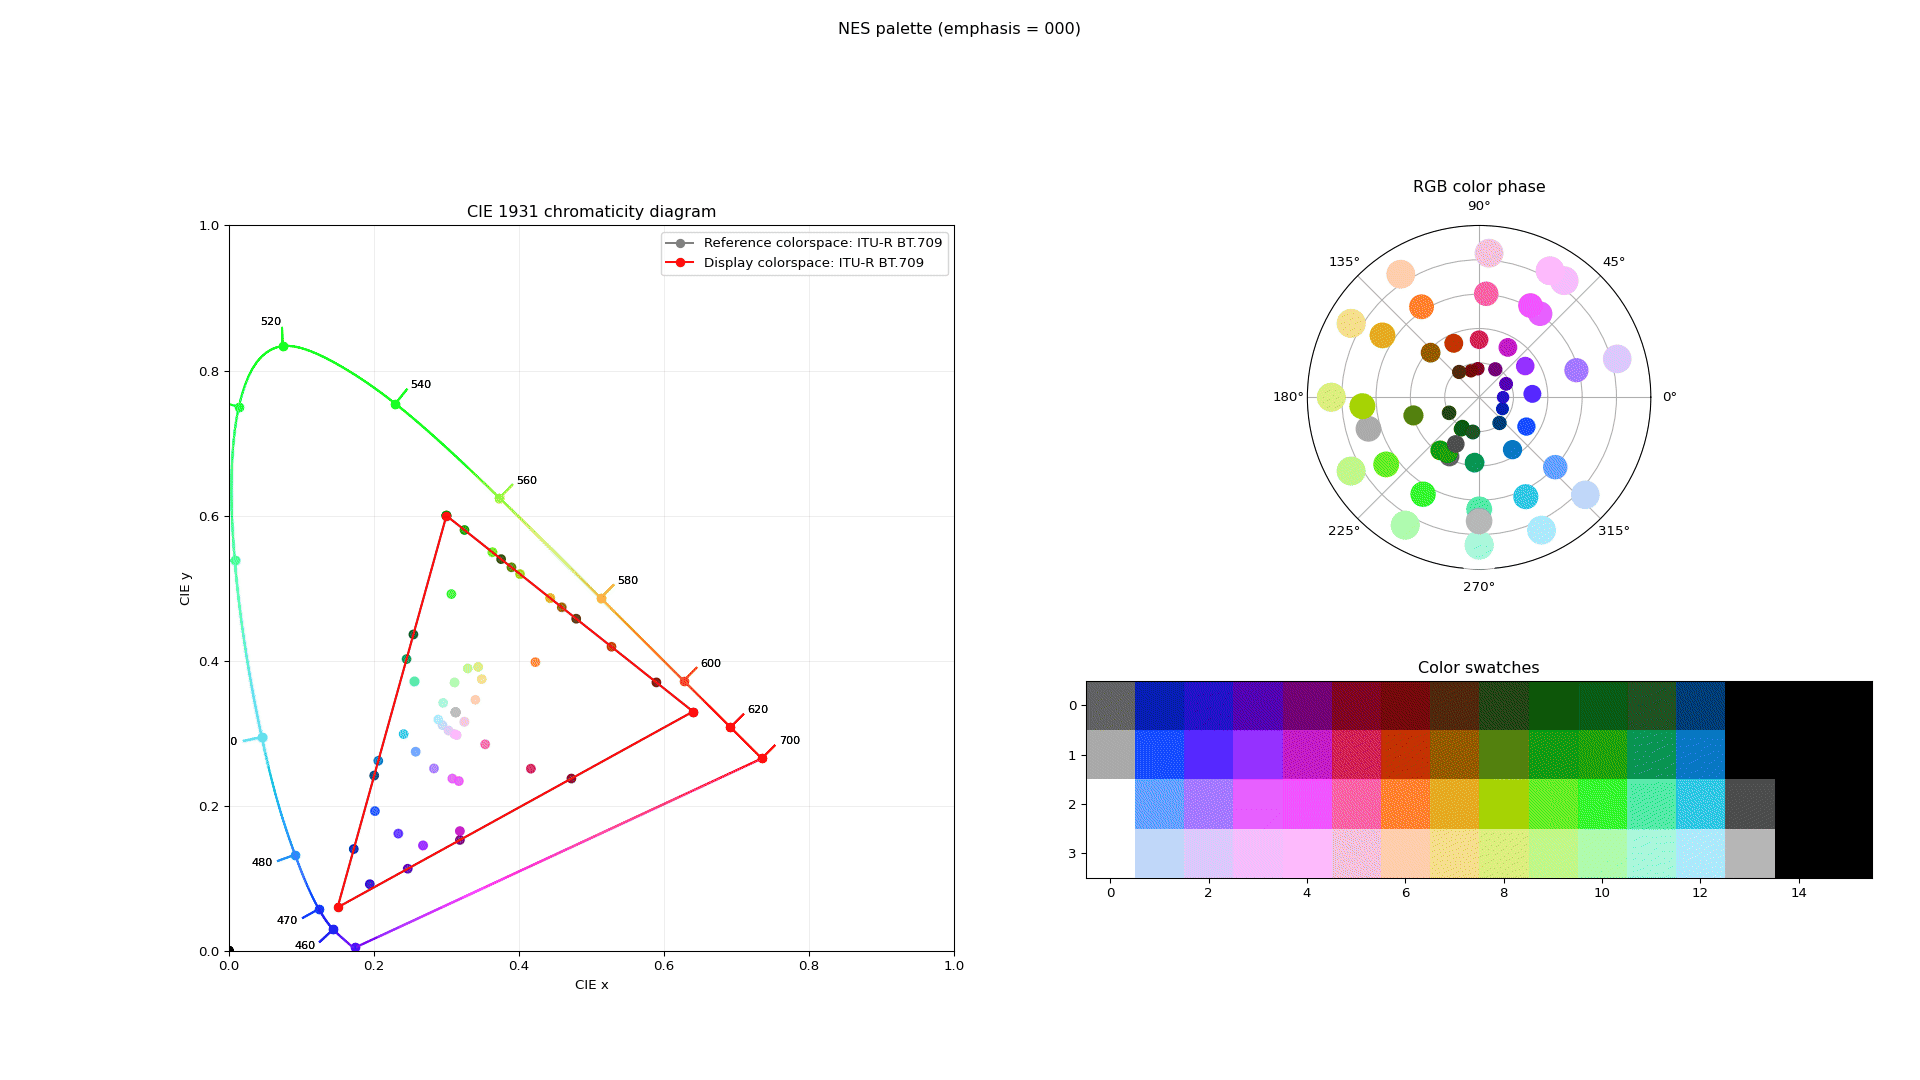 NES palette (emphasis = 000)
CIE 1931 chromaticity diagram
Reference colorspace: ITU-R BT.709
Display colorspace: ITU-R BT.709
1.0
0.8
0.6
0.4
0.2
0.0
CIE y
520
540
560
580
600
620
700
0
480
470
460
0.0 0.2 0.4 0.6 0.8 1.0
CIE x
RGB color phase
90°
135° 45°
180° 0°
225° 315°
270°
Color swatches
0
1
2
3
0 2 4 6 8 10 12 14